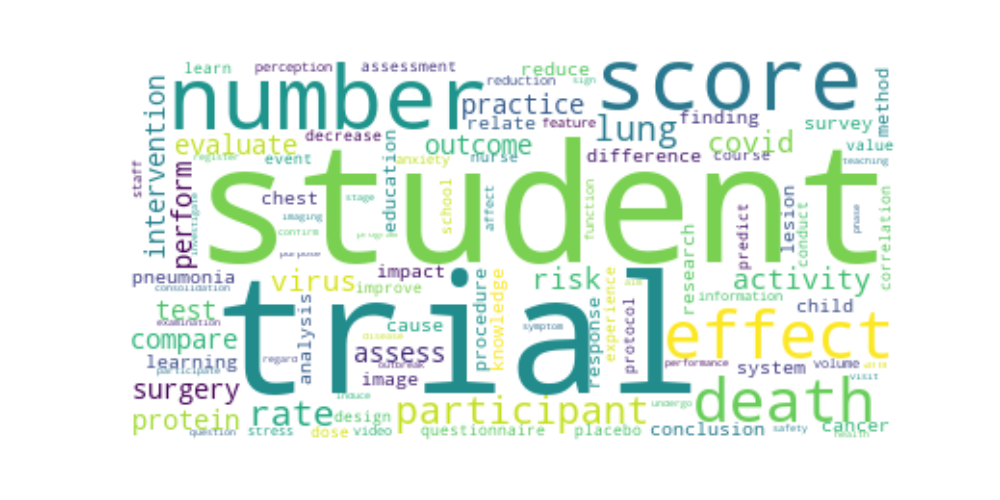 learn perception assessment reduce sign
number score
reduction
practice
relate feature lung finding survey method
intervention evaluate decrease outcome covid value
register event education anxiety nurse difference course teaching
staff perform investigate student
chest stage school affect function research predict lesion conduct phase correlation
imaging
confirm program
purpose
pneumonia virus impact risk activity
consolidation improve information
test trial procedure knowledge response experience aim protocol child
examination analysis cause symptom effect
compare disease
learning regard assess outbreak performance system volume arm
participate image visit
surgery induce undergo death
protein rate design participant cancer
question stress dose video questionnaire placebo conclusion safety health